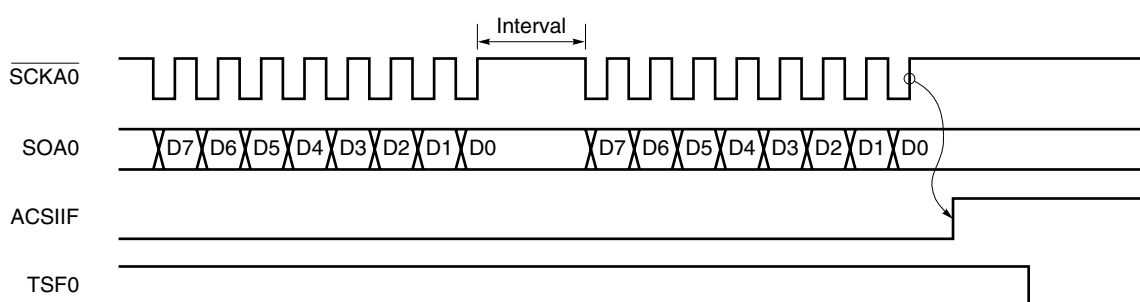 Interval
SCKA0
SOA0 D7 D6 D5 D4 D3 D2 D1 D0 D7 D6 D5 D4 D3 D2 D1 D0
ACSIIF
TSF0